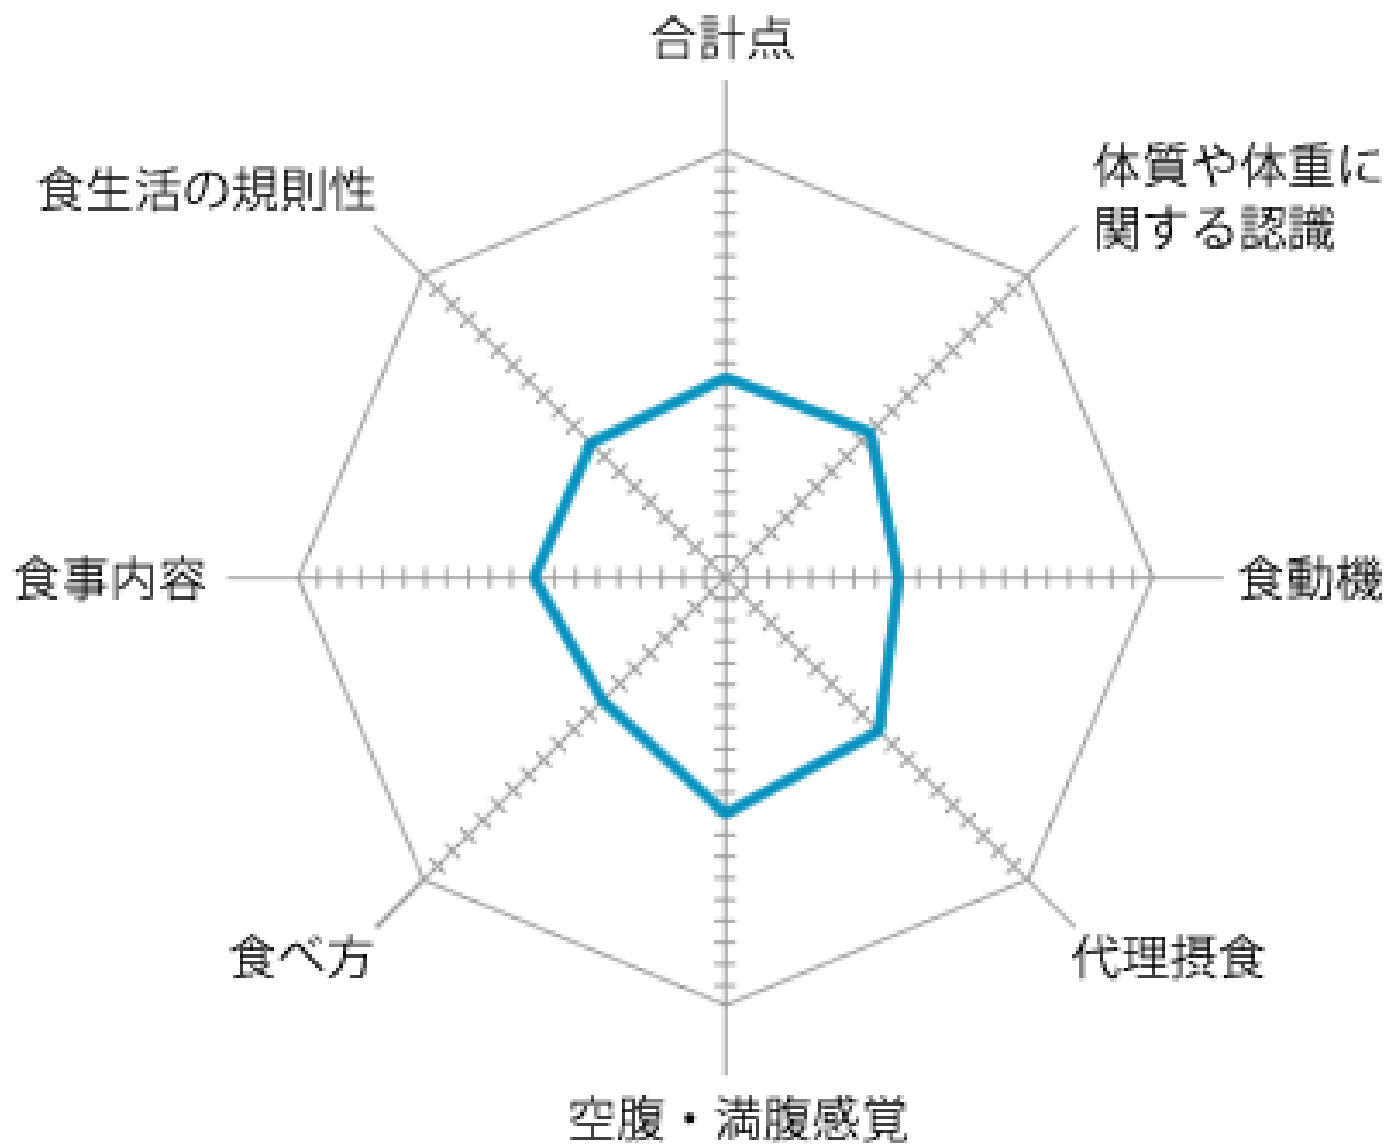 合計点
体質や体重に
関する認識
食動機
代理摂食
空腹・満腹感覚
食べ方
食事内容
食生活の規則性